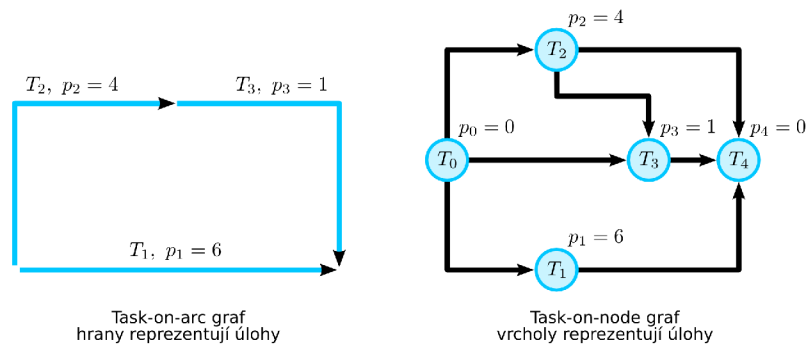 T₂, p₂ = 4
T₃, p₃ = 1
T₁, p₁ = 6
Task-on-arc graf
hrany reprezentují úlohy
p₂ = 4
T₂
p₀ = 0
p₃ = 1
p₄ = 0
T₀
T₃
T₄
p₁ = 6
T₁
Task-on-node graf
vrcholy reprezentují úlohy